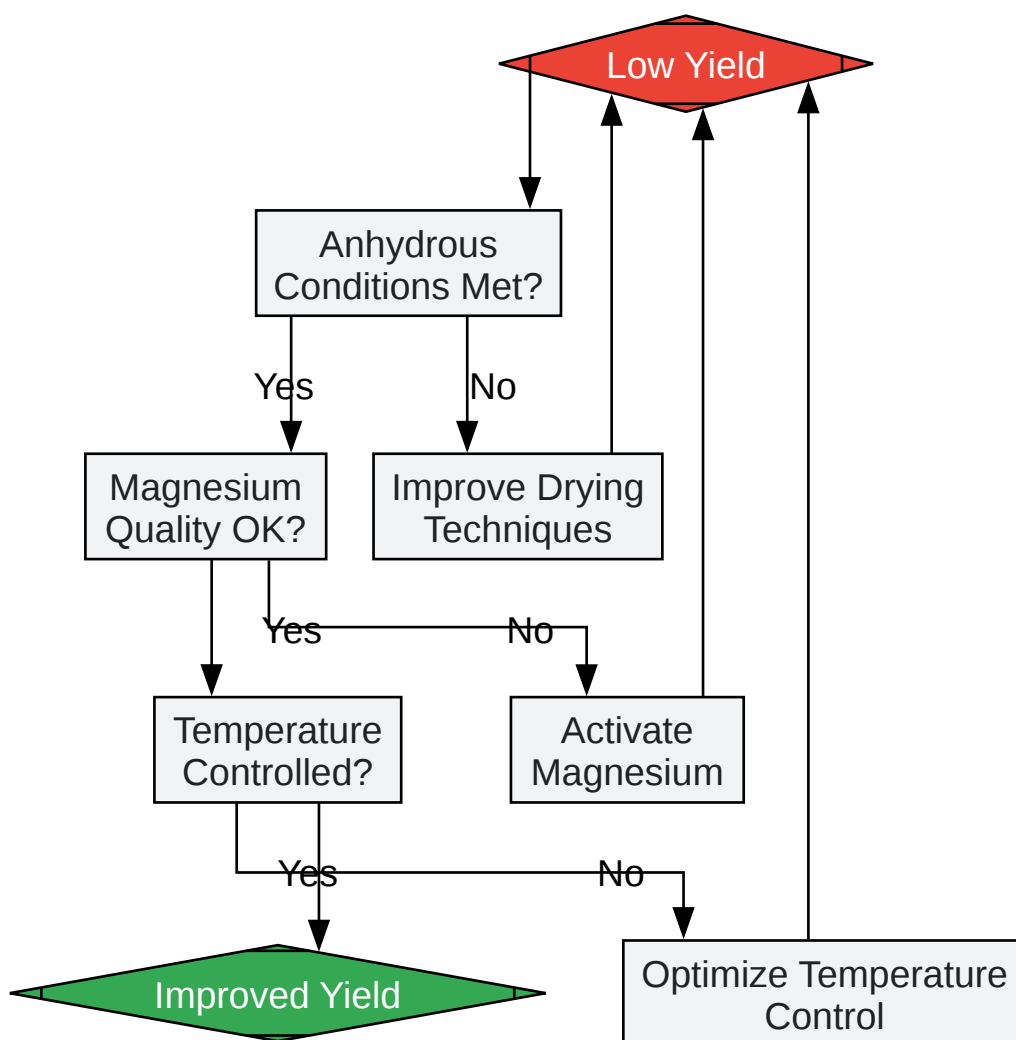 Low Yield
Anhydrous
Conditions Met?
Yes
No
Magnesium
Quality OK?
Improve Drying
Techniques
Yes
No
Temperature
Controlled?
Activate
Magnesium
Yes
No
Improved Yield
Optimize Temperature
Control